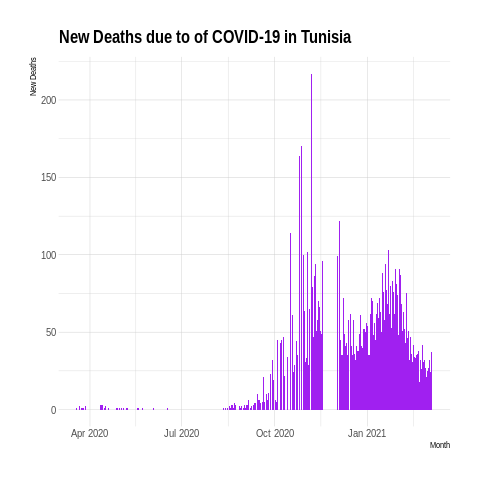 New Deaths due to of COVID-19 in Tunisia
New Deaths
200
150
100
50
0
Apr 2020
Jul 2020
Oct 2020
Jan 2021
Month